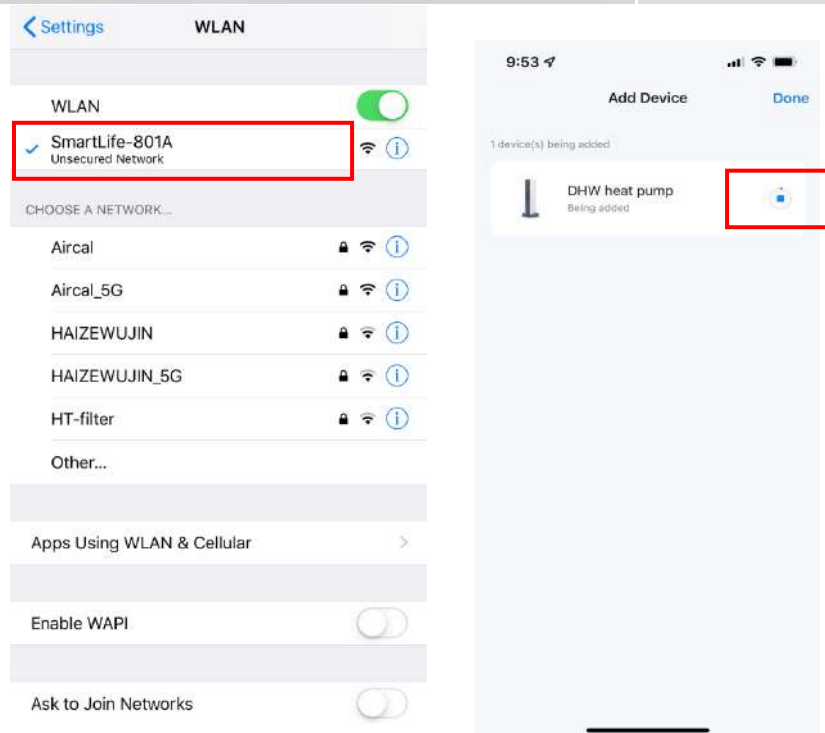 Settings
WLAN
WLAN
SmartLife-801A
Unsecured Network
CHOOSE A NETWORK...
Aircal
Aircal_5G
HAIZEWUJIN
HAIZEWUJIN_5G
HT-filter
Other...
Apps Using WLAN & Cellular
Enable WAPI
Ask to Join Networks
9:53
Add Device
Done
1 device(s) being added
DHW heat pump
Being added